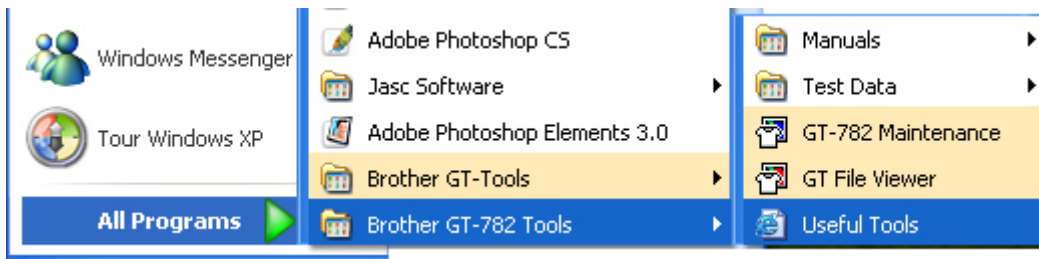 Windows Messenger
Tour Windows XP
All Programs
Adobe Photoshop CS
Jasc Software
Adobe Photoshop Elements 3.0
Brother GT-Tools
Brother GT-782 Tools
Manuals
Test Data
GT-782 Maintenance
GT File Viewer
Useful Tools